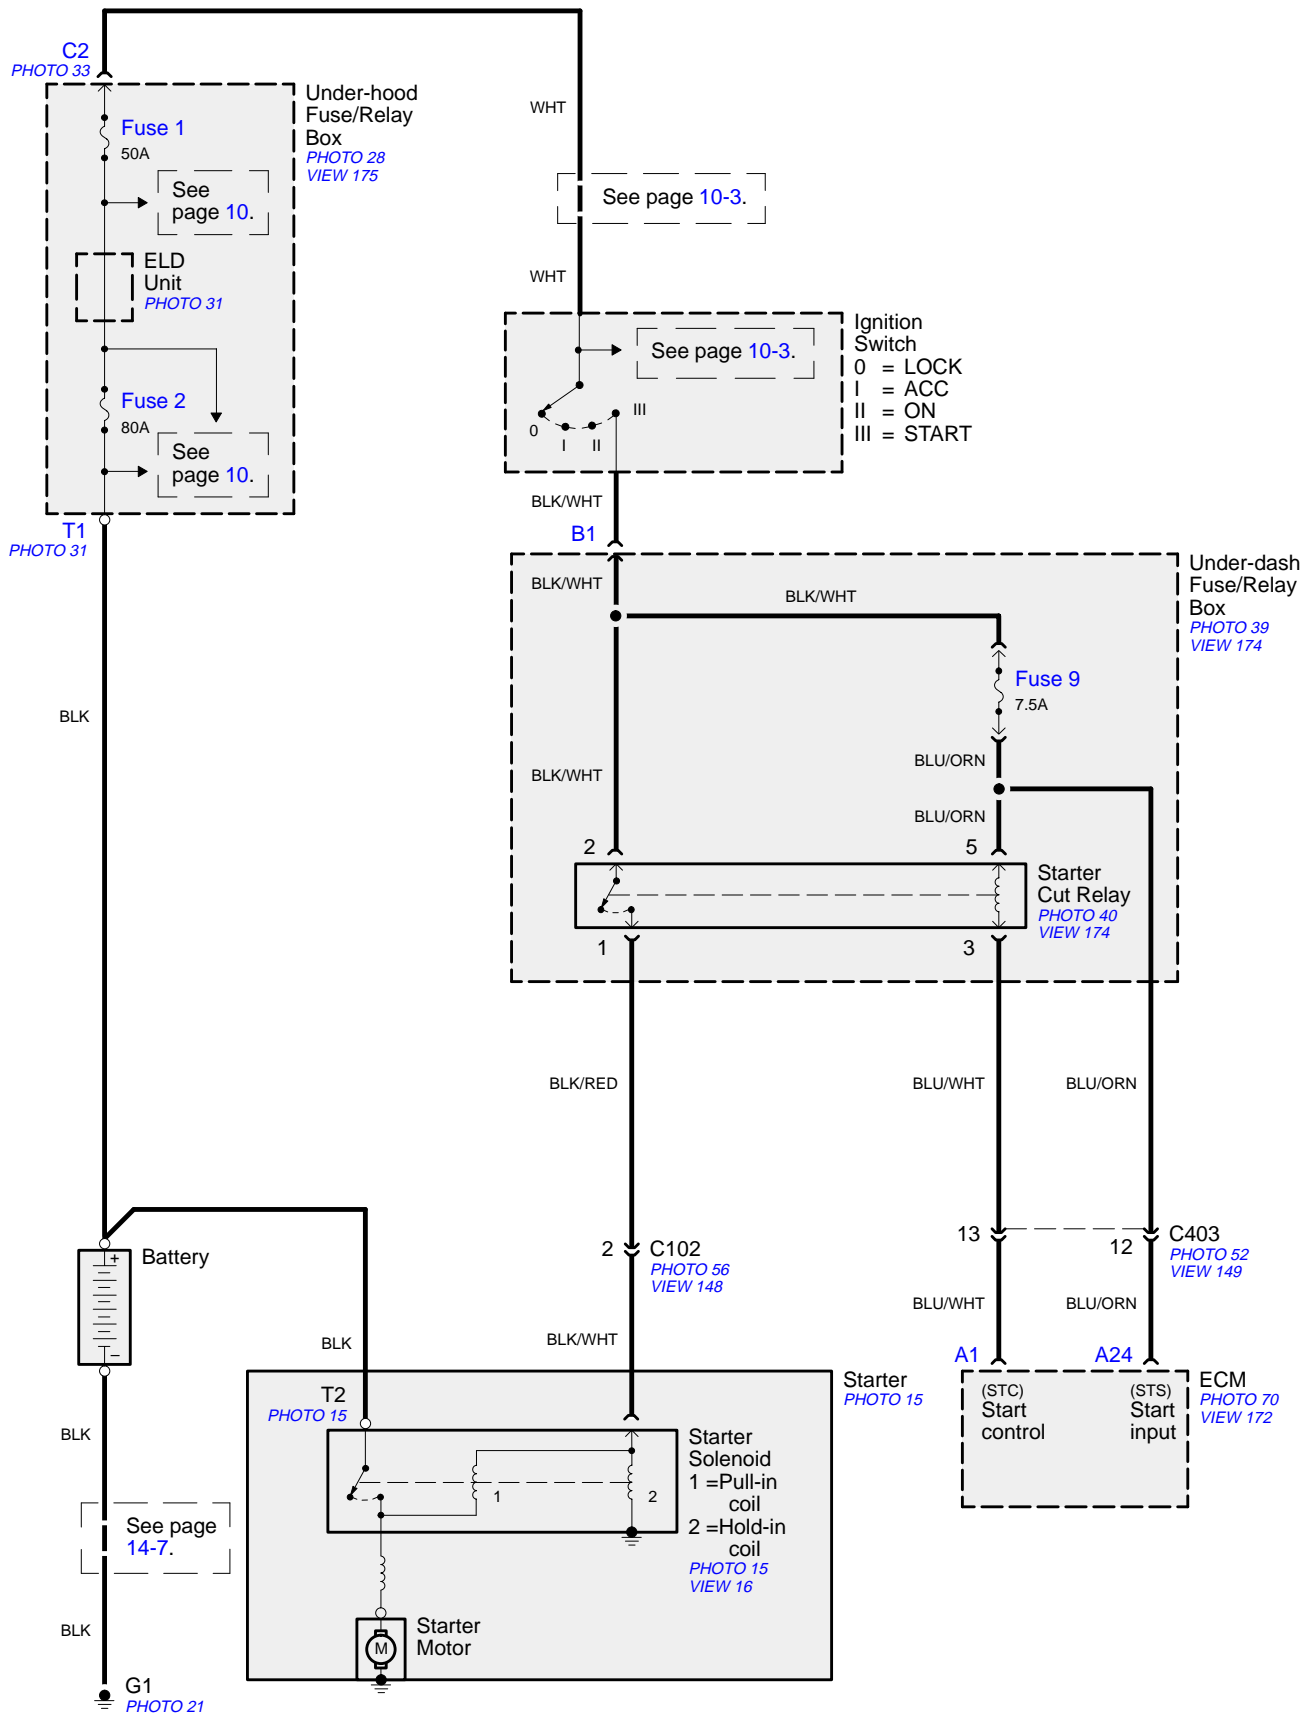 C2
PHOTO 33
Under-hood
Fuse/Relay
Box
PHOTO 28
VIEW 175
Fuse 1
50A
See
page 10.
ELD
Unit
PHOTO 31
Fuse 2
80A
See
page 10.
T1
PHOTO 31
WHT
See page 10-3.
WHT
Ignition
Switch
0 = LOCK
I = ACC
II = ON
III = START
See page 10-3.
0
I
II
III
BLK/WHT
B1
Under-dash
Fuse/Relay
Box
PHOTO 39
VIEW 174
BLK/WHT
BLK/WHT
Fuse 9
7.5A
BLK
BLK/WHT
BLU/ORN
BLU/ORN
2
5
Starter
Cut Relay
PHOTO 40
VIEW 174
1
3
BLK/RED
BLU/WHT
BLU/ORN
2
C102
PHOTO 56
VIEW 148
13
12
C403
PHOTO 52
VIEW 149
+
Battery
–
BLK
BLK/WHT
BLU/WHT
BLU/ORN
A1
A24
(STC)
Start
control
(STS)
Start
input
ECM
PHOTO 70
VIEW 172
Starter
PHOTO 15
T2
PHOTO 15
Starter
Solenoid
1 =Pull-in
coil
2 =Hold-in
coil
PHOTO 15
VIEW 16
1
2
BLK
See page
14-7.
BLK
Starter
Motor
M
G1
PHOTO 21